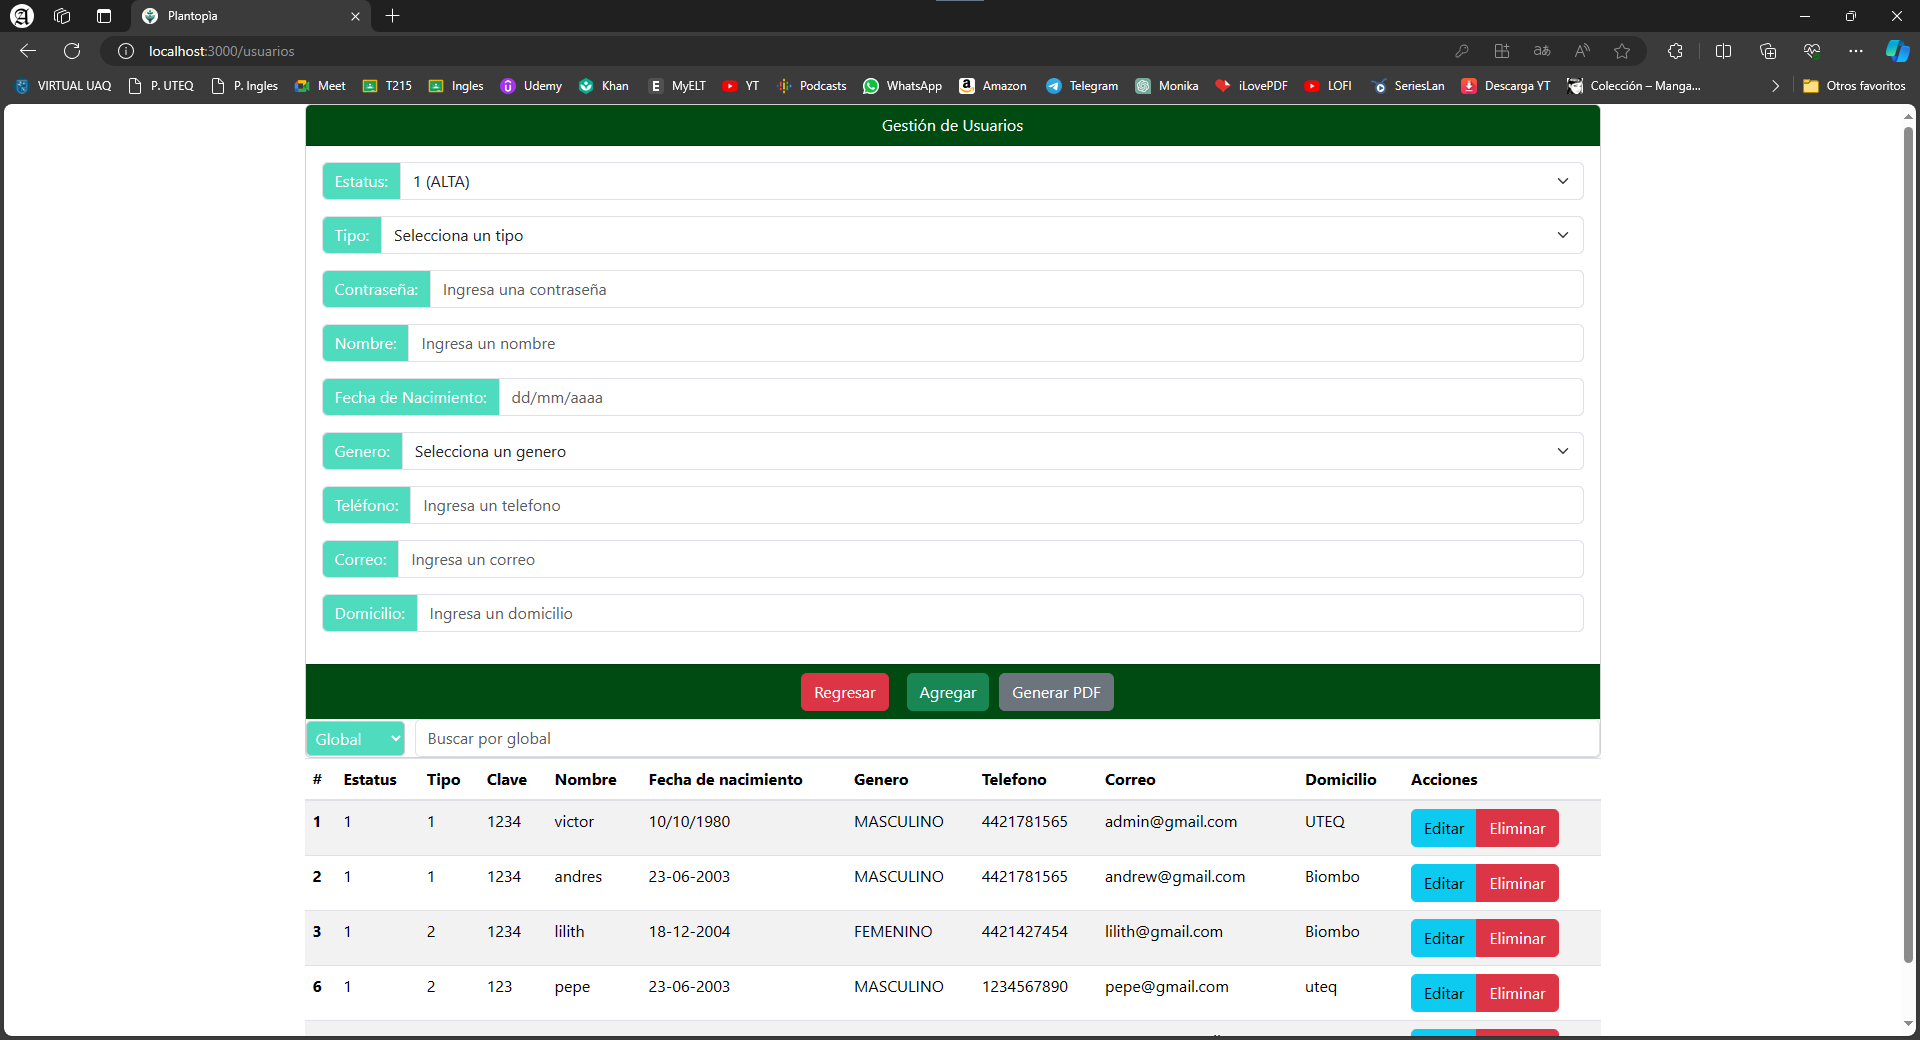 Plantopia
localhost:3000/usuarios
VIRTUAL UAQ P. UTEQ P. Ingles Meet T215 Ingles Udemy Khan MyELT YT Podcasts WhatsApp Amazon Telegram Monika iLovePDF LOFI SeriesLan Descarga YT Colección – Manga... Otros favoritos
Gestión de Usuarios
Estatus: 1 (ALTA)
Tipo: Selecciona un tipo
Contraseña: Ingresa una contraseña
Nombre: Ingresa un nombre
Fecha de Nacimiento: dd/mm/aaaa
Genero: Selecciona un genero
Teléfono: Ingresa un telefono
Correo: Ingresa un correo
Domicilio: Ingresa un domicilio
Regresar Agregar Generar PDF
Global Buscar por global
# Estatus Tipo Clave Nombre Fecha de nacimiento Genero Telefono Correo Domicilio Acciones
1 1 1 1234 victor 10/10/1980 MASCULINO 4421781565 admin@gmail.com UTEQ Editar Eliminar
2 1 1 1234 andres 23-06-2003 MASCULINO 4421781565 andrew@gmail.com Biombo Editar Eliminar
3 1 2 1234 lilith 18-12-2004 FEMENINO 4421427454 lilith@gmail.com Biombo Editar Eliminar
6 1 2 123 pepe 23-06-2003 MASCULINO 1234567890 pepe@gmail.com uteq Editar Eliminar